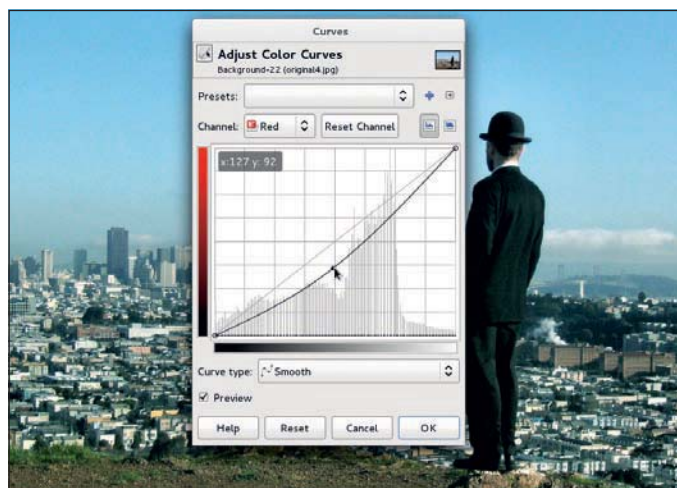 Curves
Adjust Color Curves
Background-22 (original4.jpg)
Presets:
Channel: Red Reset Channel
x:127 y: 92
Curve type: Smooth
Preview
Help Reset Cancel OK